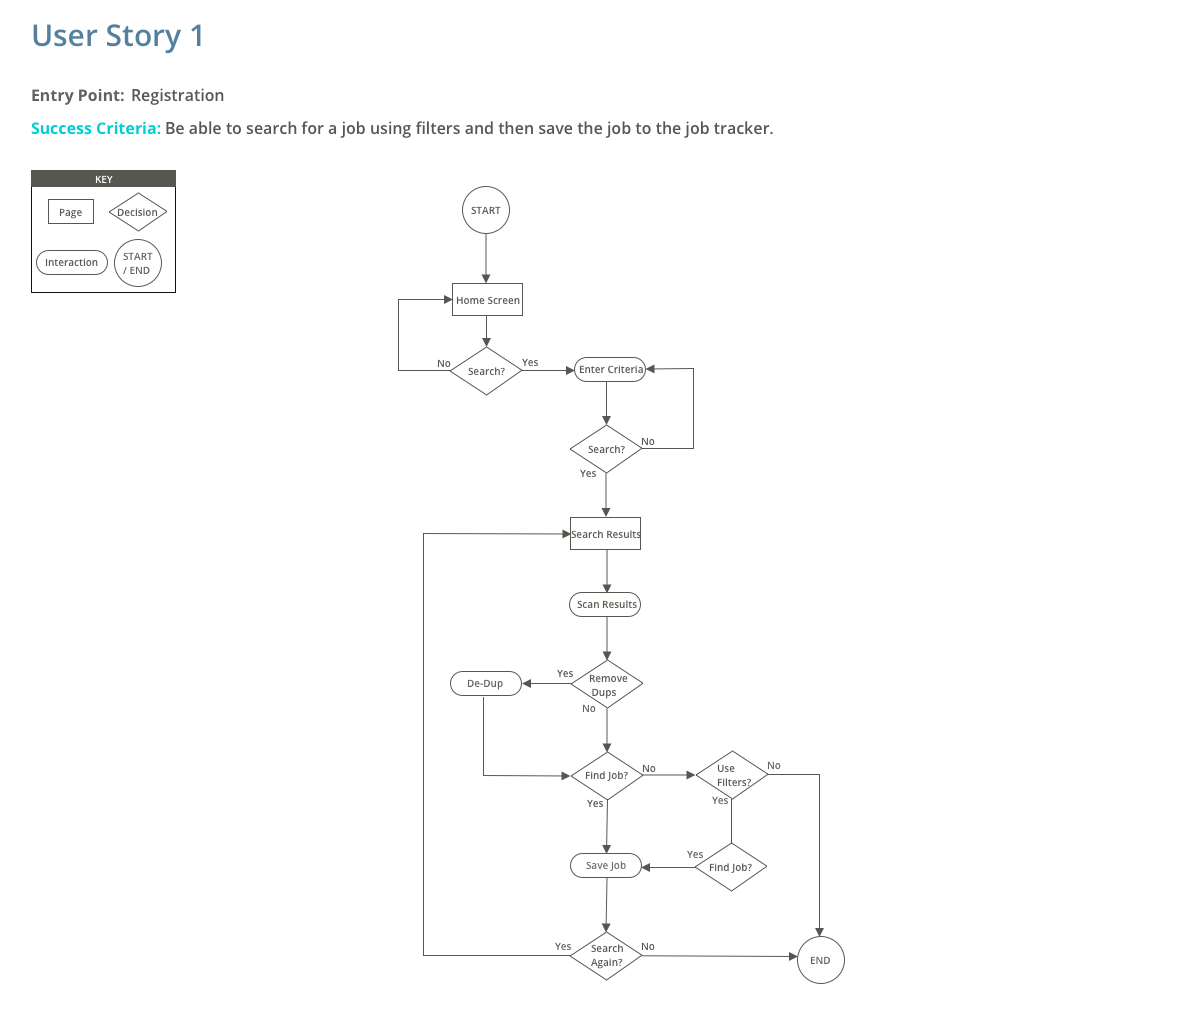 User Story 1
Entry Point: Registration
Success Criteria: Be able to search for a job using filters and then save the job to the job tracker.
KEY
Page
Decision
Interaction
START
/ END
START
Home Screen
No
Search?
Yes
Enter Criteria
Search?
No
Yes
Search Results
Scan Results
Remove
Dups
Yes
De-Dup
No
Find Job?
No
Use
Filters?
No
Yes
Yes
Save Job
Yes
Find Job?
Yes
Search
Again?
No
END